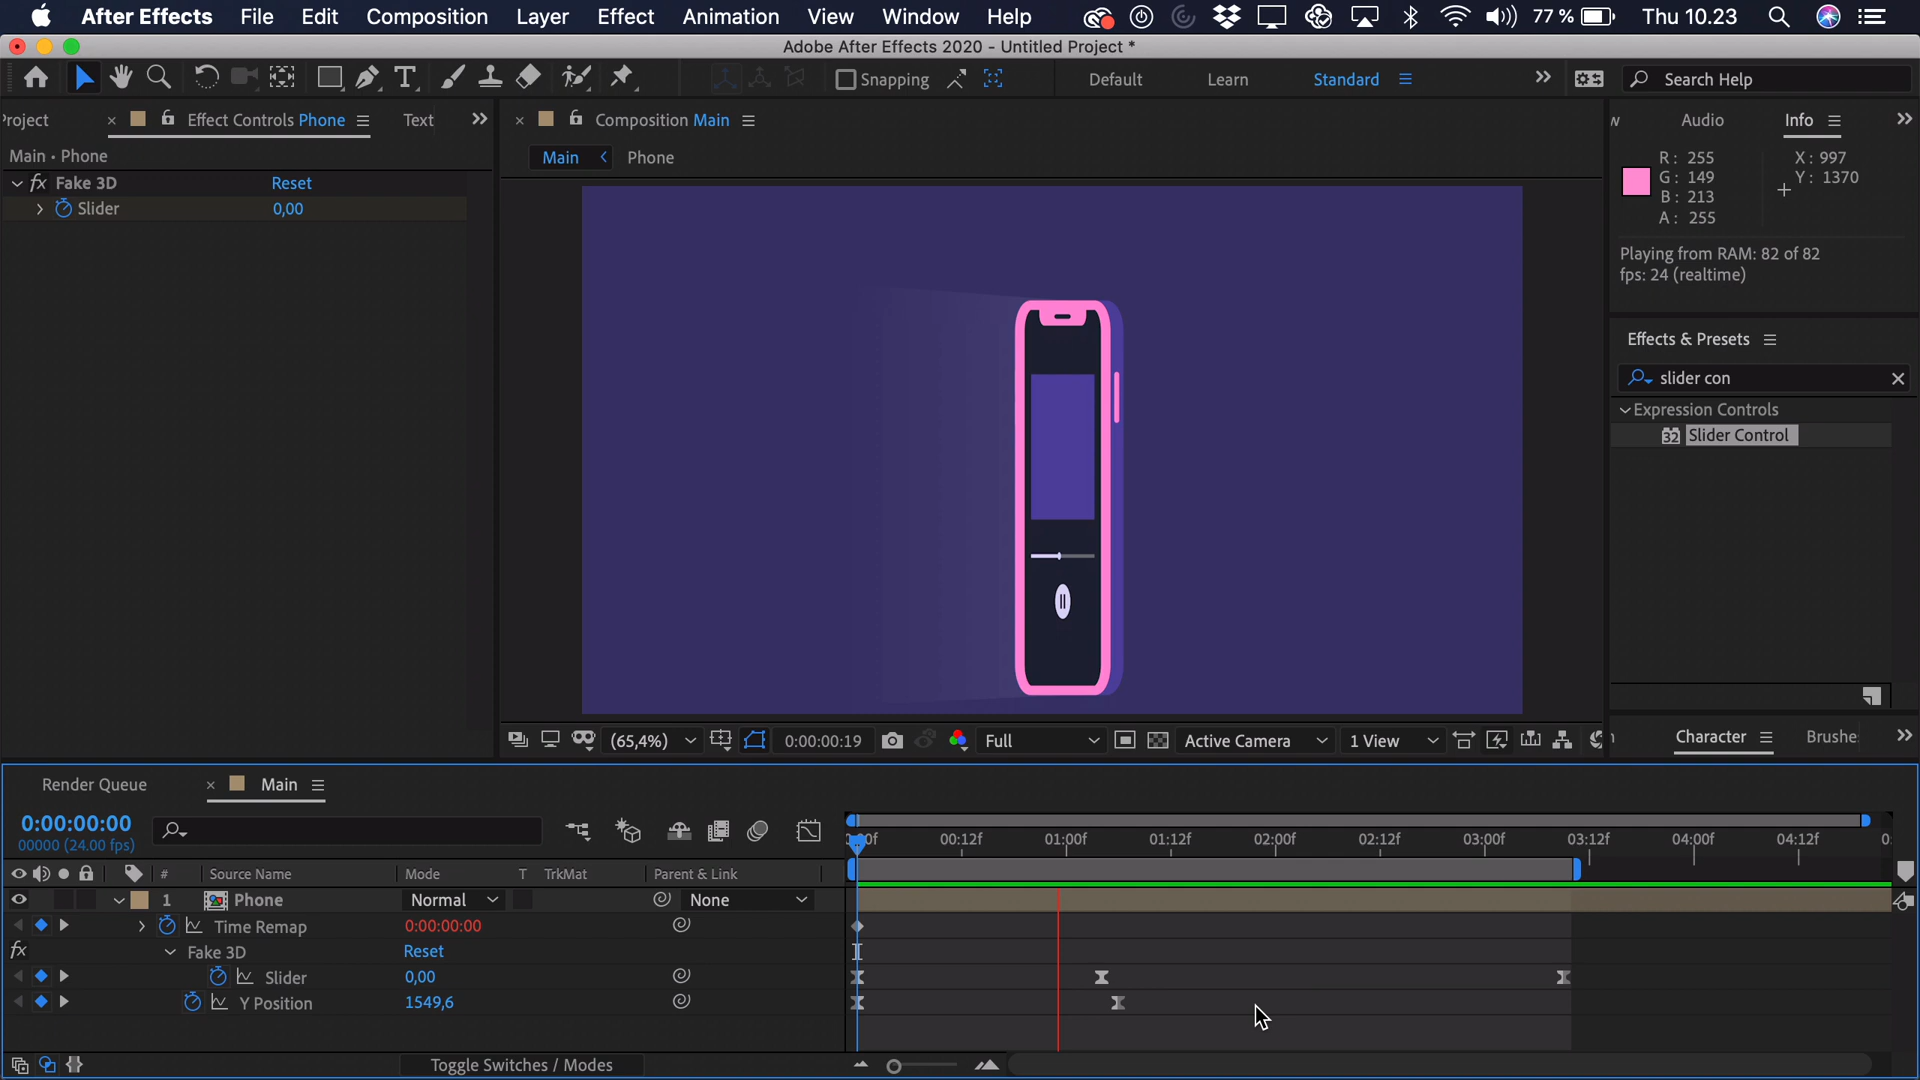 After Effects File Edit Composition Layer Effect Animation View Window Help 77 % Thu 10.23
Adobe After Effects 2020 - Untitled Project *
Snapping Default Learn Standard Search Help
Project Effect Controls Phone Text
Composition Main
Audio Info
Main • Phone
Main Phone
Fake 3D Reset
Slider 0,00
R: 255 X: 997
G: 149 Y: 1370
B: 213
A: 255
Playing from RAM: 82 of 82
fps: 24 (realtime)
Effects & Presets
slider con
Expression Controls
32 Slider Control
(65,4%) 0:00:00:19 Full Active Camera 1 View
Character Brushe
Render Queue Main
0:00:00:00
00000 (24.00 fps)
00f 00:12f 01:00f 01:12f 02:00f 02:12f 03:00f 03:12f 04:00f 04:12f
# Source Name Mode T TrkMat Parent & Link
1 Phone Normal None
Time Remap 0:00:00:00
fx Fake 3D Reset
Slider 0,00
Y Position 1549,6
Toggle Switches / Modes